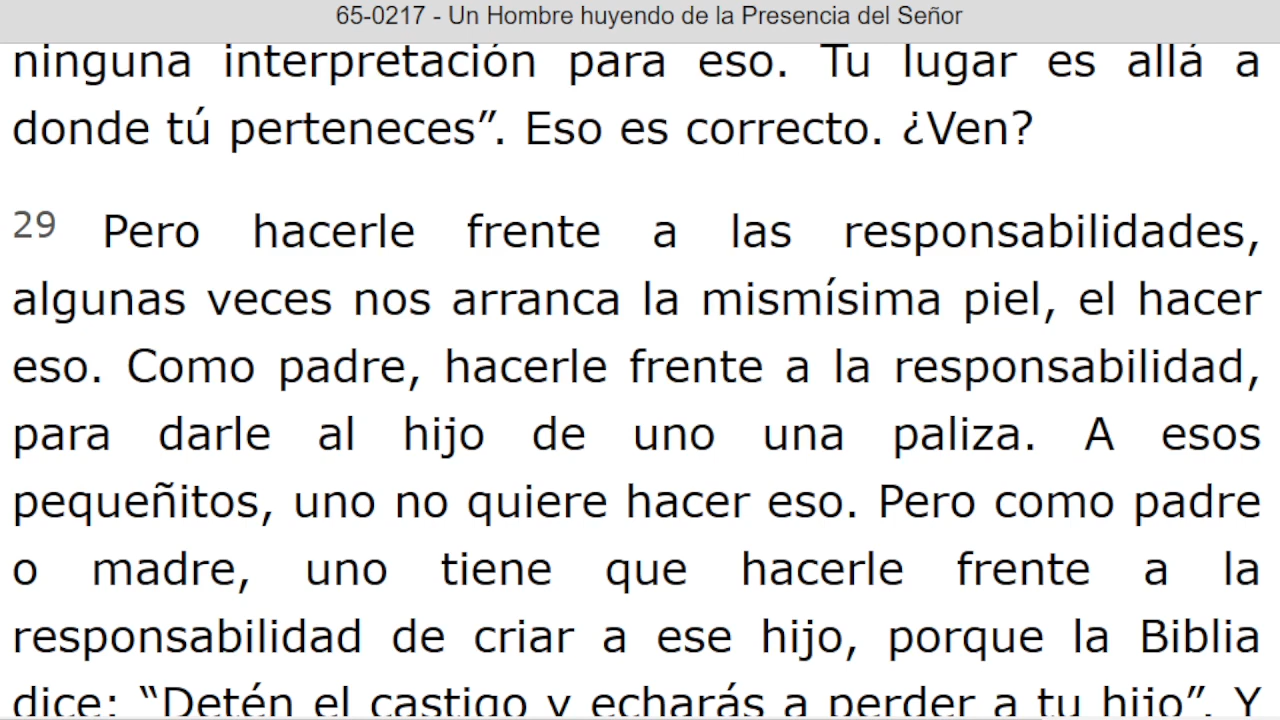 65-0217 - Un Hombre huyendo de la Presencia del Señor
ninguna interpretación para eso. Tu lugar es allá a
donde tú perteneces”. Eso es correcto. ¿Ven?
29 Pero hacerle frente a las responsabilidades,
algunas veces nos arranca la mismísima piel, el hacer
eso. Como padre, hacerle frente a la responsabilidad,
para darle al hijo de uno una paliza. A esos
pequeñitos, uno no quiere hacer eso. Pero como padre
o madre, uno tiene que hacerle frente a la
responsabilidad de criar a ese hijo, porque la Biblia
dice: “Detén el castigo y echarás a perder a tu hijo”. Y